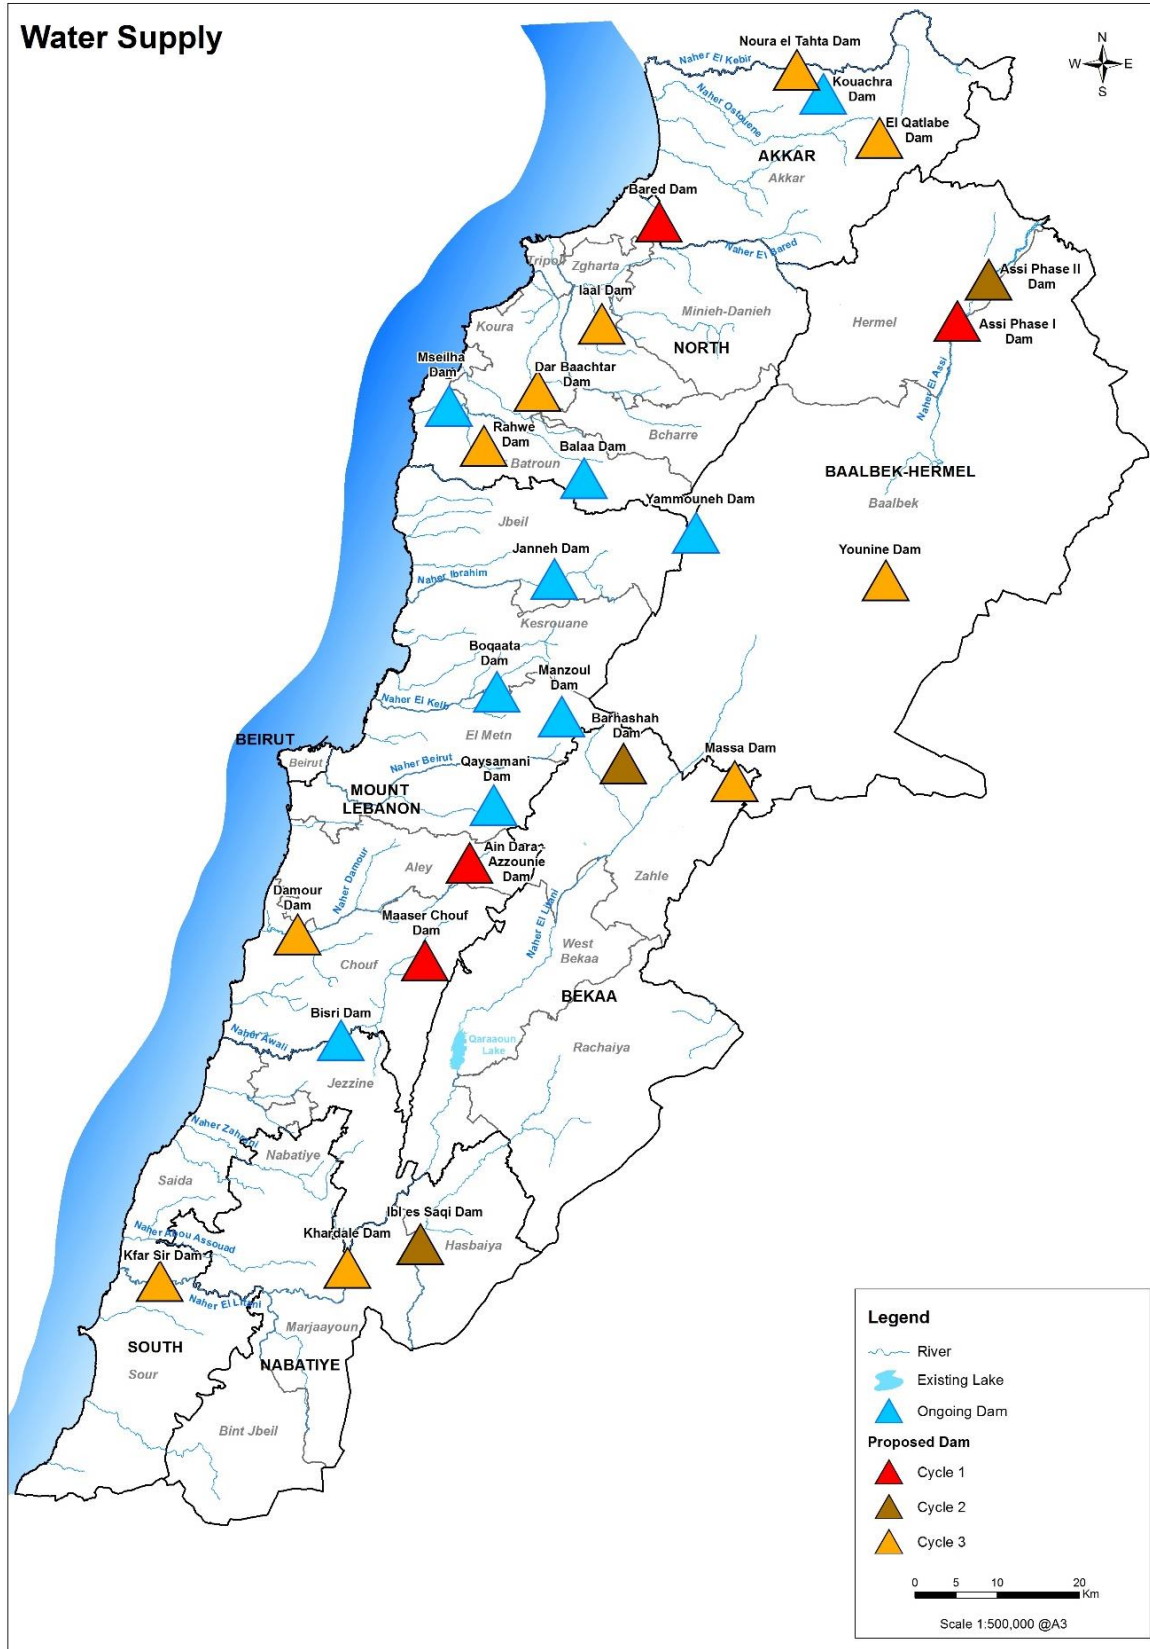 Water Supply
N
W
E
S
Noura el Tahta Dam
Naher El Kebir
Kouachra
Dam
Naher Ostouene
El Qatlabe
Dam
AKKAR
Akkar
Bared Dam
Naher El Bared
Tripoli
Zgharta
Assi Phase II
Dam
Iaal Dam
Minieh-Danieh
Hermel
Assi Phase I
Dam
Koura
NORTH
Mseilha
Dam
Dar Baachtar
Dam
Naher El Assi
Rahwe
Dam
Bcharre
Balaa Dam
Batroun
BAALBEK-HERMEL
Baalbek
Yammouneh Dam
Jbeil
Janneh Dam
Younine Dam
Naher Ibrahim
Kesrouane
Boqaata
Dam
Manzoul
Dam
Naher El Kelb
Barhashah
Dam
El Metn
BEIRUT
Massa Dam
Beirut
Naher Beirut
Qaysamani
Dam
MOUNT
LEBANON
Ain Dara-
Azzounie
Dam
Aley
Zahle
Naher Damour
Damour
Dam
Maaser Chouf
Dam
Naher El Litani
West
Bekaa
Chouf
BEKAA
Bisri Dam
Naher Awali
Qaraaoun
Lake
Rachaiya
Jezzine
Naher Zahrani
Nabatiye
Saida
Ibl es Saqi Dam
Naher Abou Assouad
Khardale Dam
Hasbaiya
Kfar Sir Dam
Naher El Litani
Marjaayoun
SOUTH
NABATIYE
Sour
Bint Jbeil
Legend
River
Existing Lake
Ongoing Dam
Proposed Dam
Cycle 1
Cycle 2
Cycle 3
0 5 10 20
Km
Scale 1:500,000 @A3